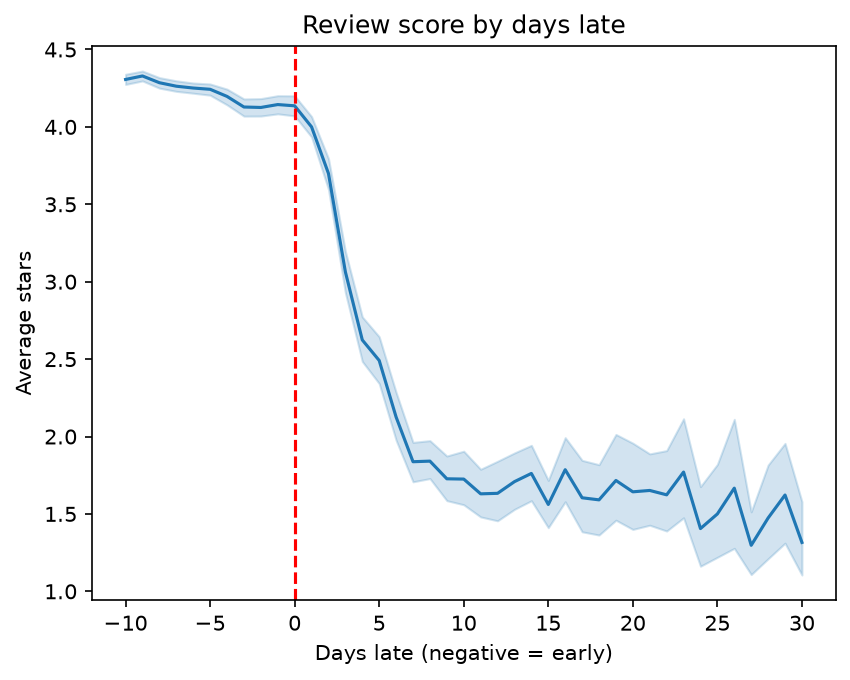 Review score by days late
Average stars
4.5
4.0
3.5
3.0
2.5
2.0
1.5
1.0
−10 −5 0 5 10 15 20 25 30
Days late (negative = early)